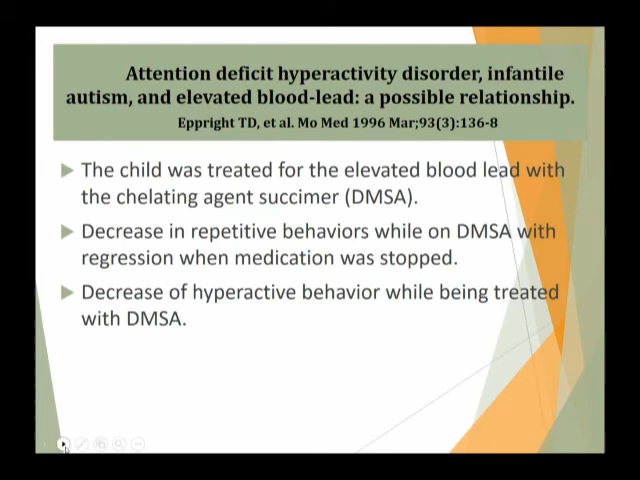 Attention deficit hyperactivity disorder, infantile
autism, and elevated blood-lead: a possible relationship.
Eppright TD, et al. Mo Med 1996 Mar;93(3):136-8
The child was treated for the elevated blood lead with
the chelating agent succimer (DMSA).
Decrease in repetitive behaviors while on DMSA with
regression when medication was stopped.
Decrease of hyperactive behavior while being treated
with DMSA.